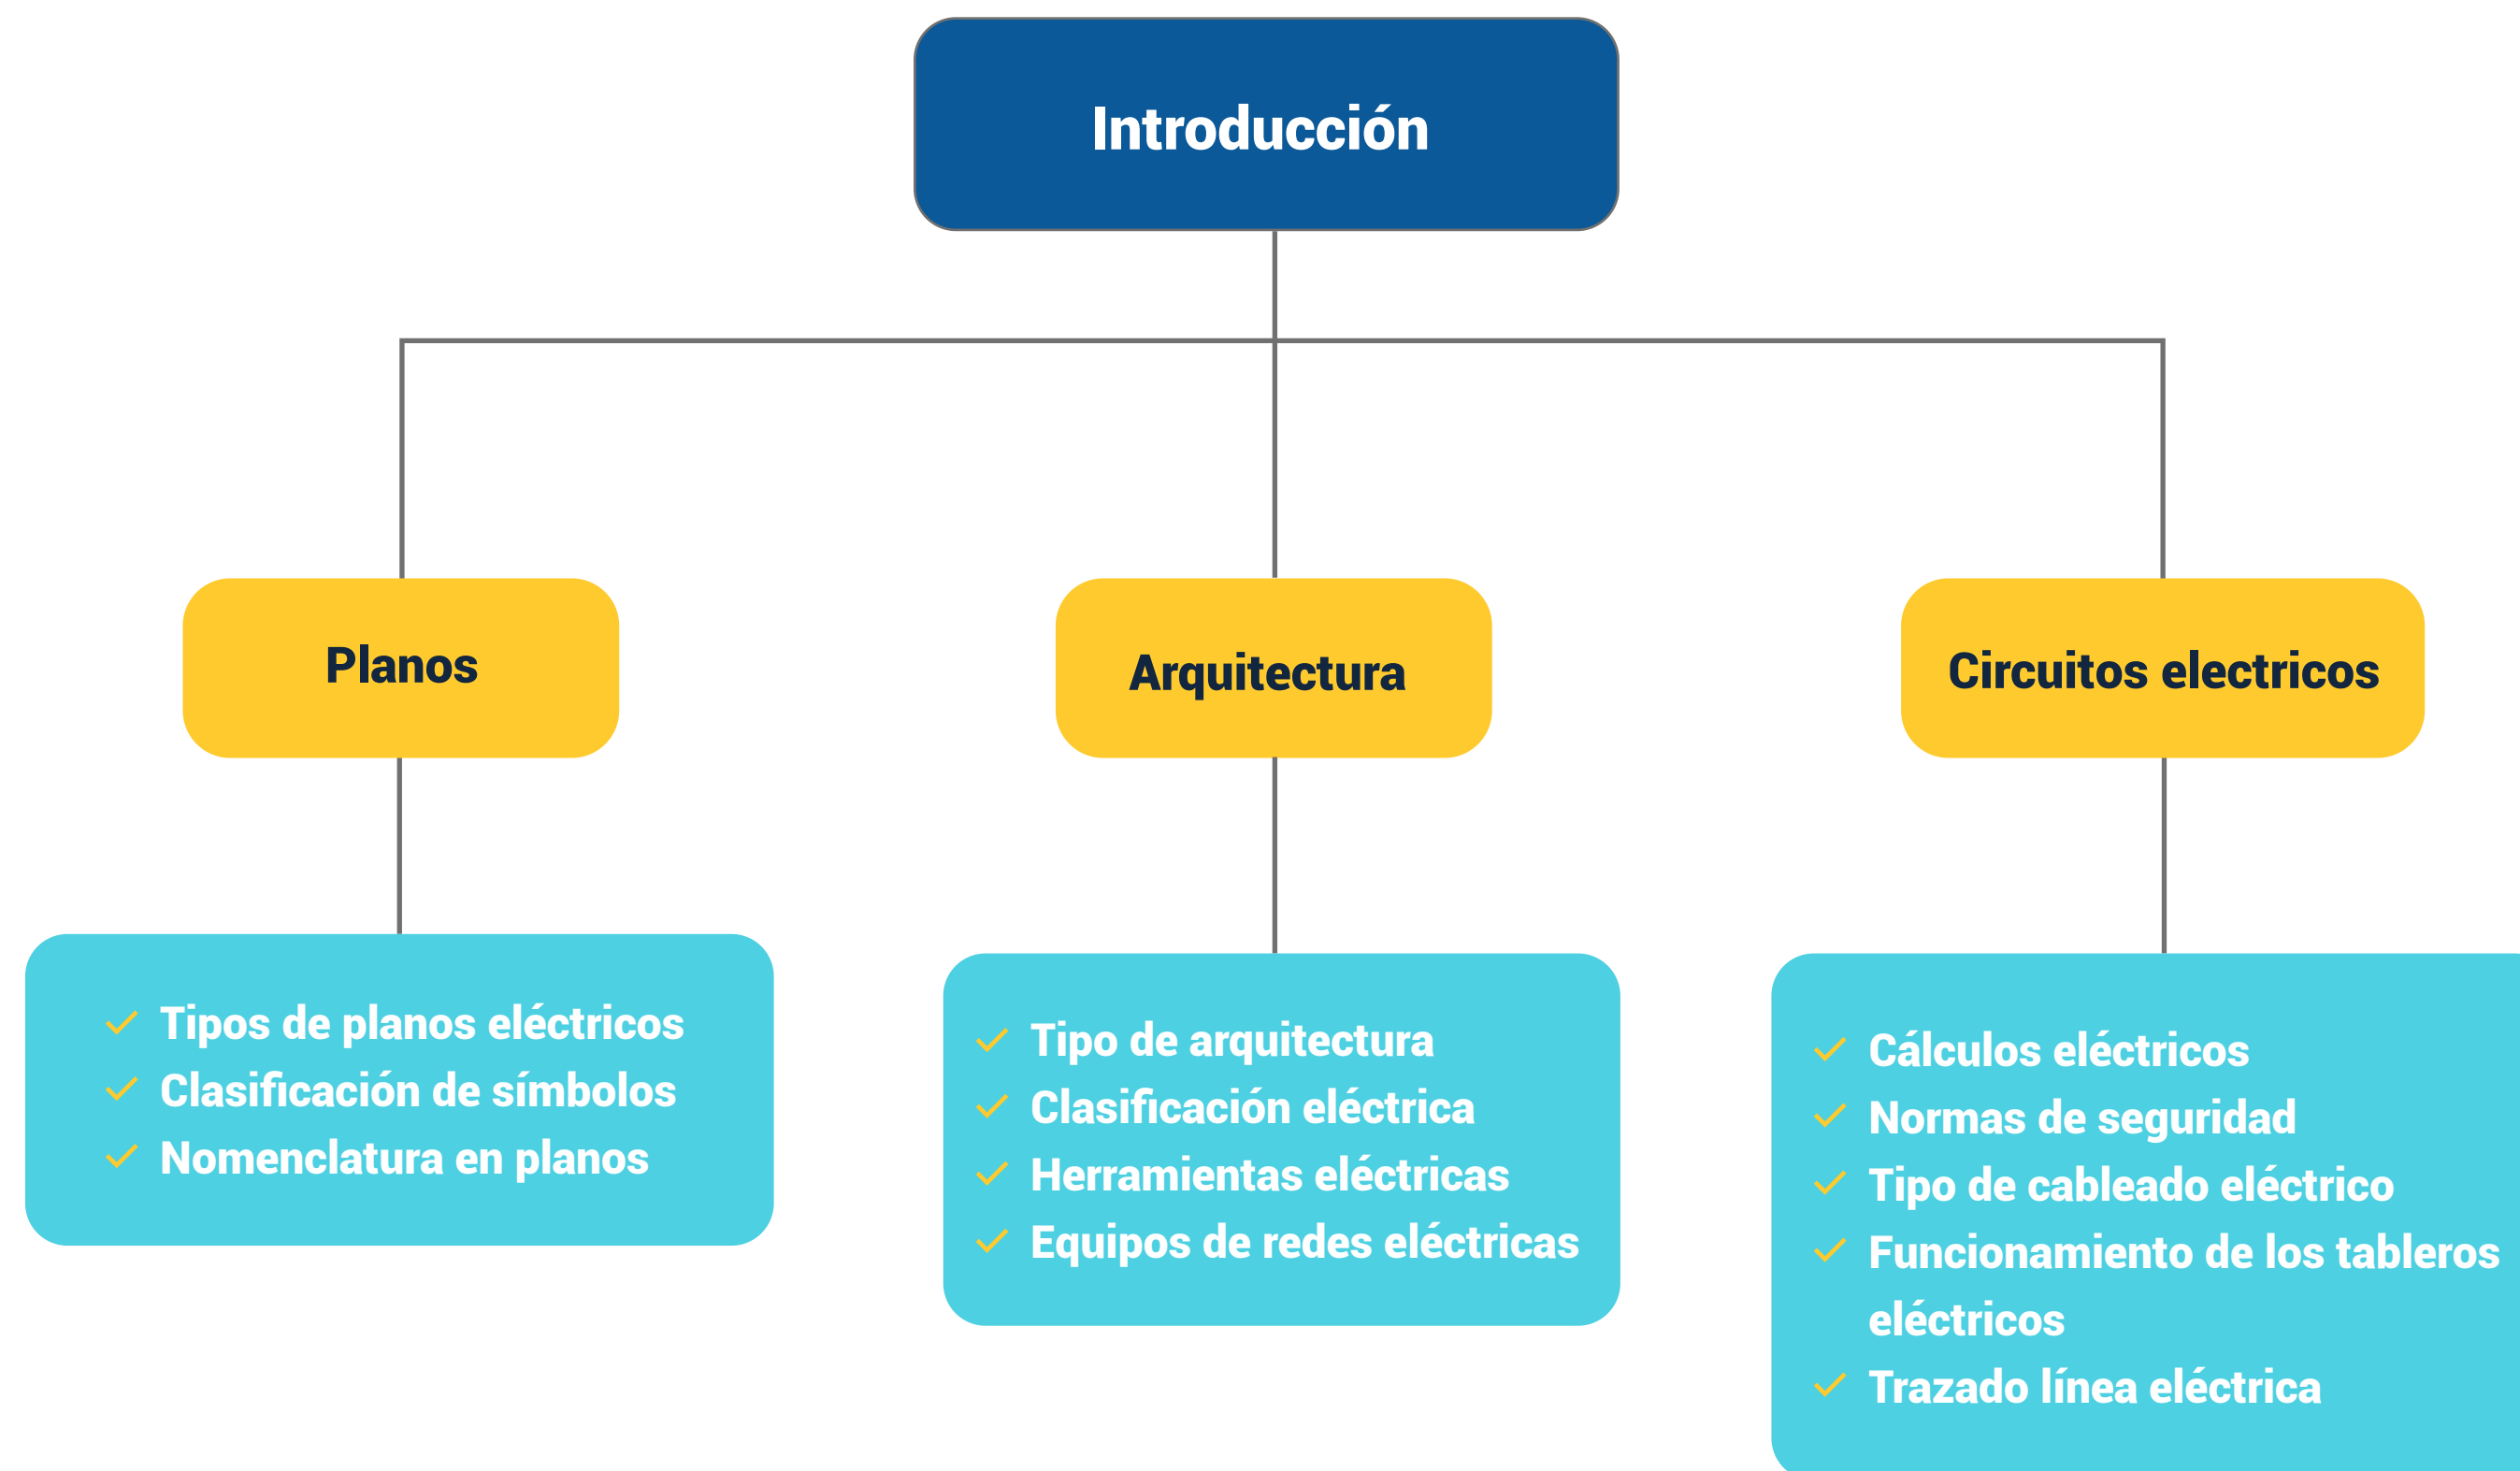 Introducción
Planos
Arquitectura
Circuitos electricos
Tipos de planos eléctricos
Clasificación de símbolos
Nomenclatura en planos
Tipo de arquitectura
Clasificación eléctrica
Herramientas eléctricas
Equipos de redes eléctricas
Cálculos eléctricos
Normas de seguridad
Tipo de cableado eléctrico
Funcionamiento de los tableros
eléctricos
Trazado línea eléctrica